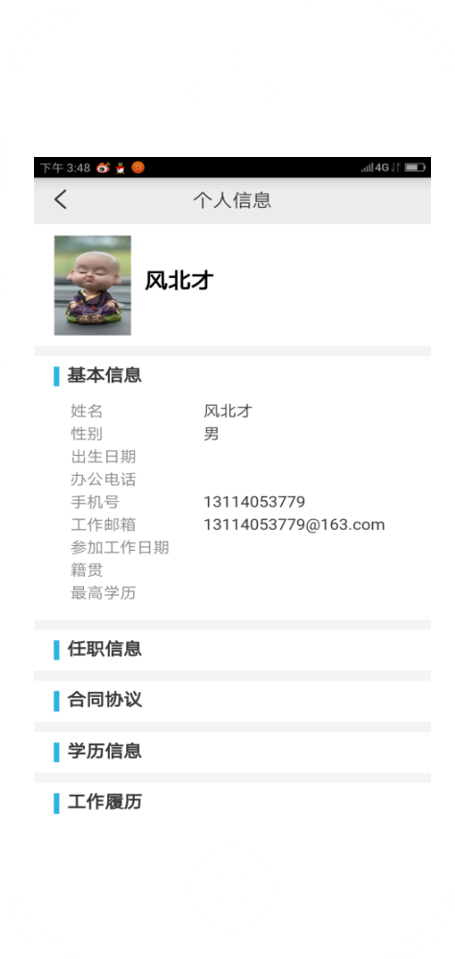 下午 3:48 4G
个人信息
风北才
基本信息
姓名 风北才
性别 男
出生日期
办公电话
手机号 13114053779
工作邮箱 13114053779@163.com
参加工作日期
籍贯
最高学历
任职信息
合同协议
学历信息
工作履历